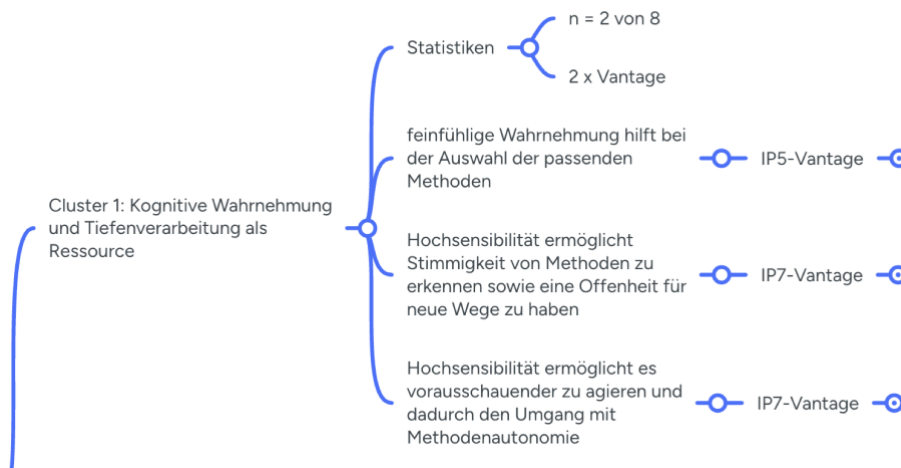 Cluster 1: Kognitive Wahrnehmung
und Tiefenverarbeitung als
Ressource
Statistiken
n = 2 von 8
2 x Vantage
feinfühlige Wahrnehmung hilft bei
der Auswahl der passenden
Methoden
IP5-Vantage
Hochsensibilität ermöglicht
Stimmigkeit von Methoden zu
erkennen sowie eine Offenheit für
neue Wege zu haben
IP7-Vantage
Hochsensibilität ermöglicht es
vorausschauender zu agieren und
dadurch den Umgang mit
Methodenautonomie
IP7-Vantage